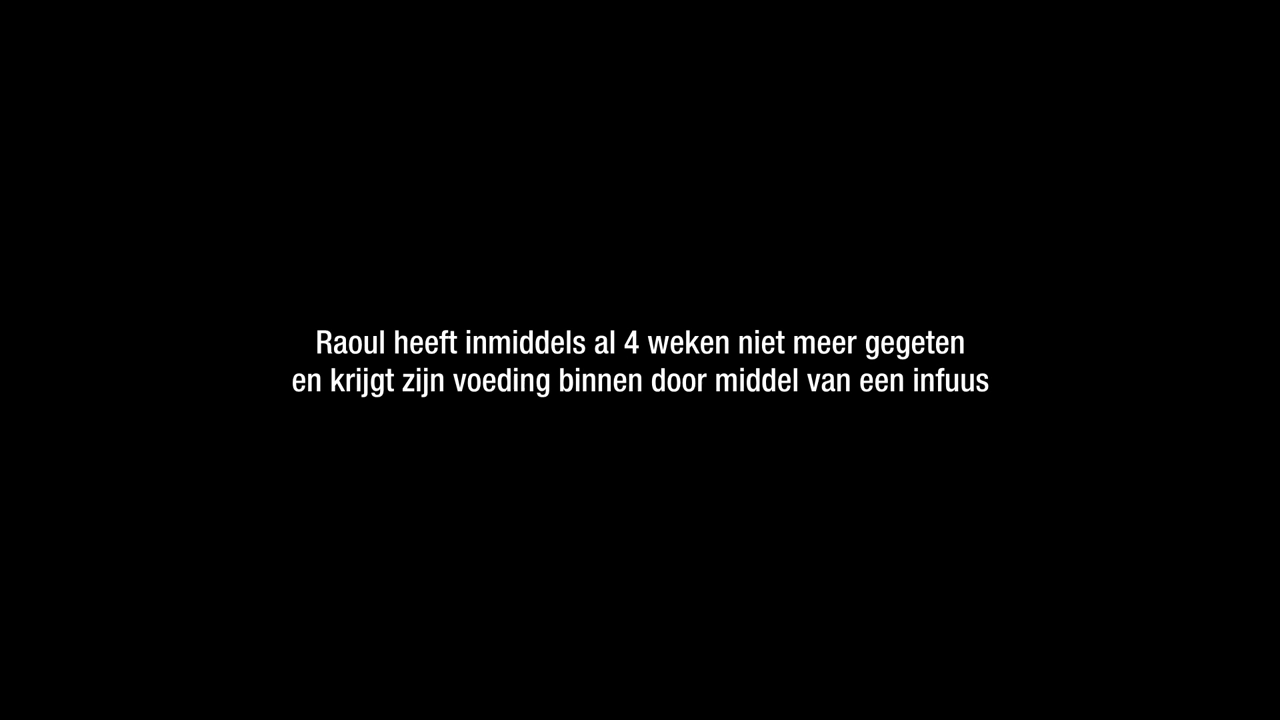 Raoul heeft inmiddels al 4 weken niet meer gegeten
en krijgt zijn voeding binnen door middel van een infuus